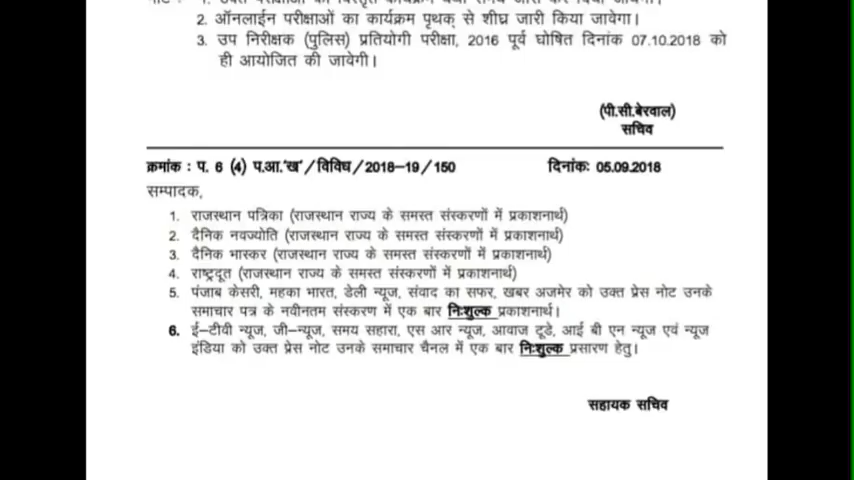 2. ऑनलाईन परीक्षाओं का कार्यक्रम पृथक् से शीघ्र जारी किया जावेगा।
3. उप निरीक्षक (पुलिस) प्रतियोगी परीक्षा, 2016 पूर्व घोषित दिनांक 07.10.2018 को
ही आयोजित की जावेगी।
(पी.सी.बेरवाल)
सचिव
क्रमांक : प. 6 (4) प.आ.'ख'/विविध/2018–19/150 दिनांकः 05.09.2018
सम्पादक,
1. राजस्थान पत्रिका (राजस्थान राज्य के समस्त संस्करणों में प्रकाशनार्थ)
2. दैनिक नवज्योति (राजस्थान राज्य के समस्त संस्करणों में प्रकाशनार्थ)
3. दैनिक भास्कर (राजस्थान राज्य के समस्त संस्करणों में प्रकाशनार्थ)
4. राष्ट्रदूत (राजस्थान राज्य के समस्त संस्करणों में प्रकाशनार्थ)
5. पंजाब केसरी, महका भारत, डेली न्यूज, संवाद का सफर, खबर अजमेर को उक्त प्रेस नोट उनके
समाचार पत्र के नवीनतम संस्करण में एक बार निःशुल्क प्रकाशनार्थ।
6. ई–टीवी न्यूज, जी–न्यूज, समय सहारा, एस आर न्यूज, आवाज टूडे, आई बी एन न्यूज एवं न्यूज
इंडिया को उक्त प्रेस नोट उनके समाचार चैनल में एक बार निःशुल्क प्रसारण हेतु।
सहायक सचिव